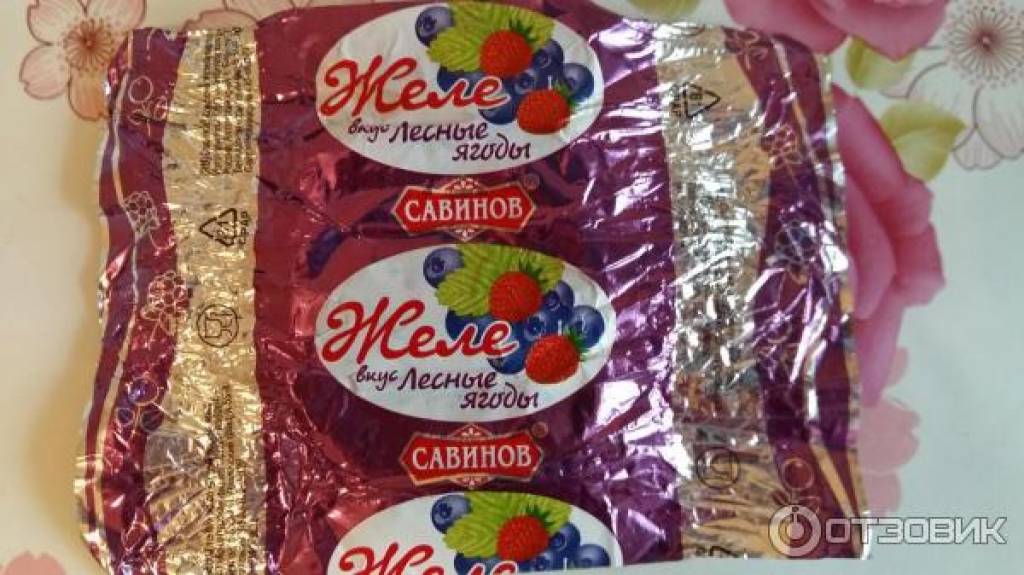 Желе
вкус Лесные
ягоды
САВИНОВ
Желе
вкус Лесные
ягоды
САВИНОВ
Желе
ОТЗОВИК